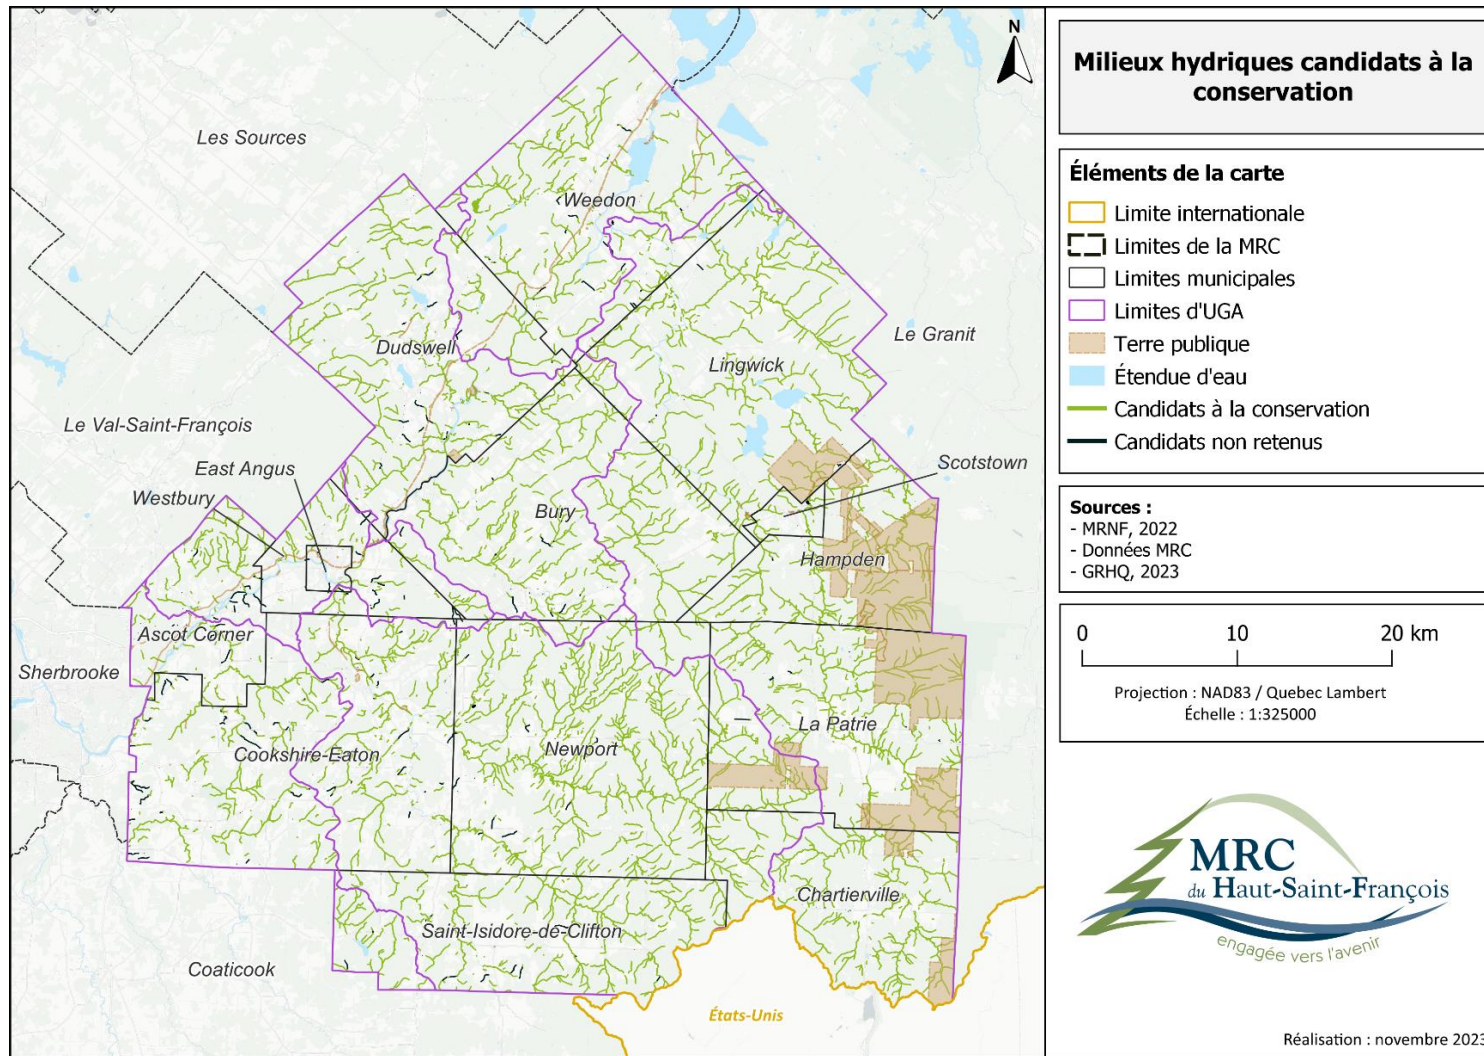 N
Les Sources
Weedon
Le Granit
Dudswell
Lingwick
Le Val-Saint-François
East Angus
Scotstown
Westbury
Bury
Hampden
Ascot Corner
Sherbrooke
La Patrie
Cookshire-Eaton
Newport
Chartierville
Saint-Isidore-de-Clifton
Coaticook
États-Unis
Milieux hydriques candidats à la
conservation
Éléments de la carte
Limite internationale
Limites de la MRC
Limites municipales
Limites d'UGA
Terre publique
Étendue d'eau
Candidats à la conservation
Candidats non retenus
Sources :
- MRNF, 2022
- Données MRC
- GRHQ, 2023
0 10 20 km
Projection : NAD83 / Quebec Lambert
Échelle : 1:325000
MRC
du Haut-Saint-François
engagée vers l'avenir
Réalisation : novembre 2023